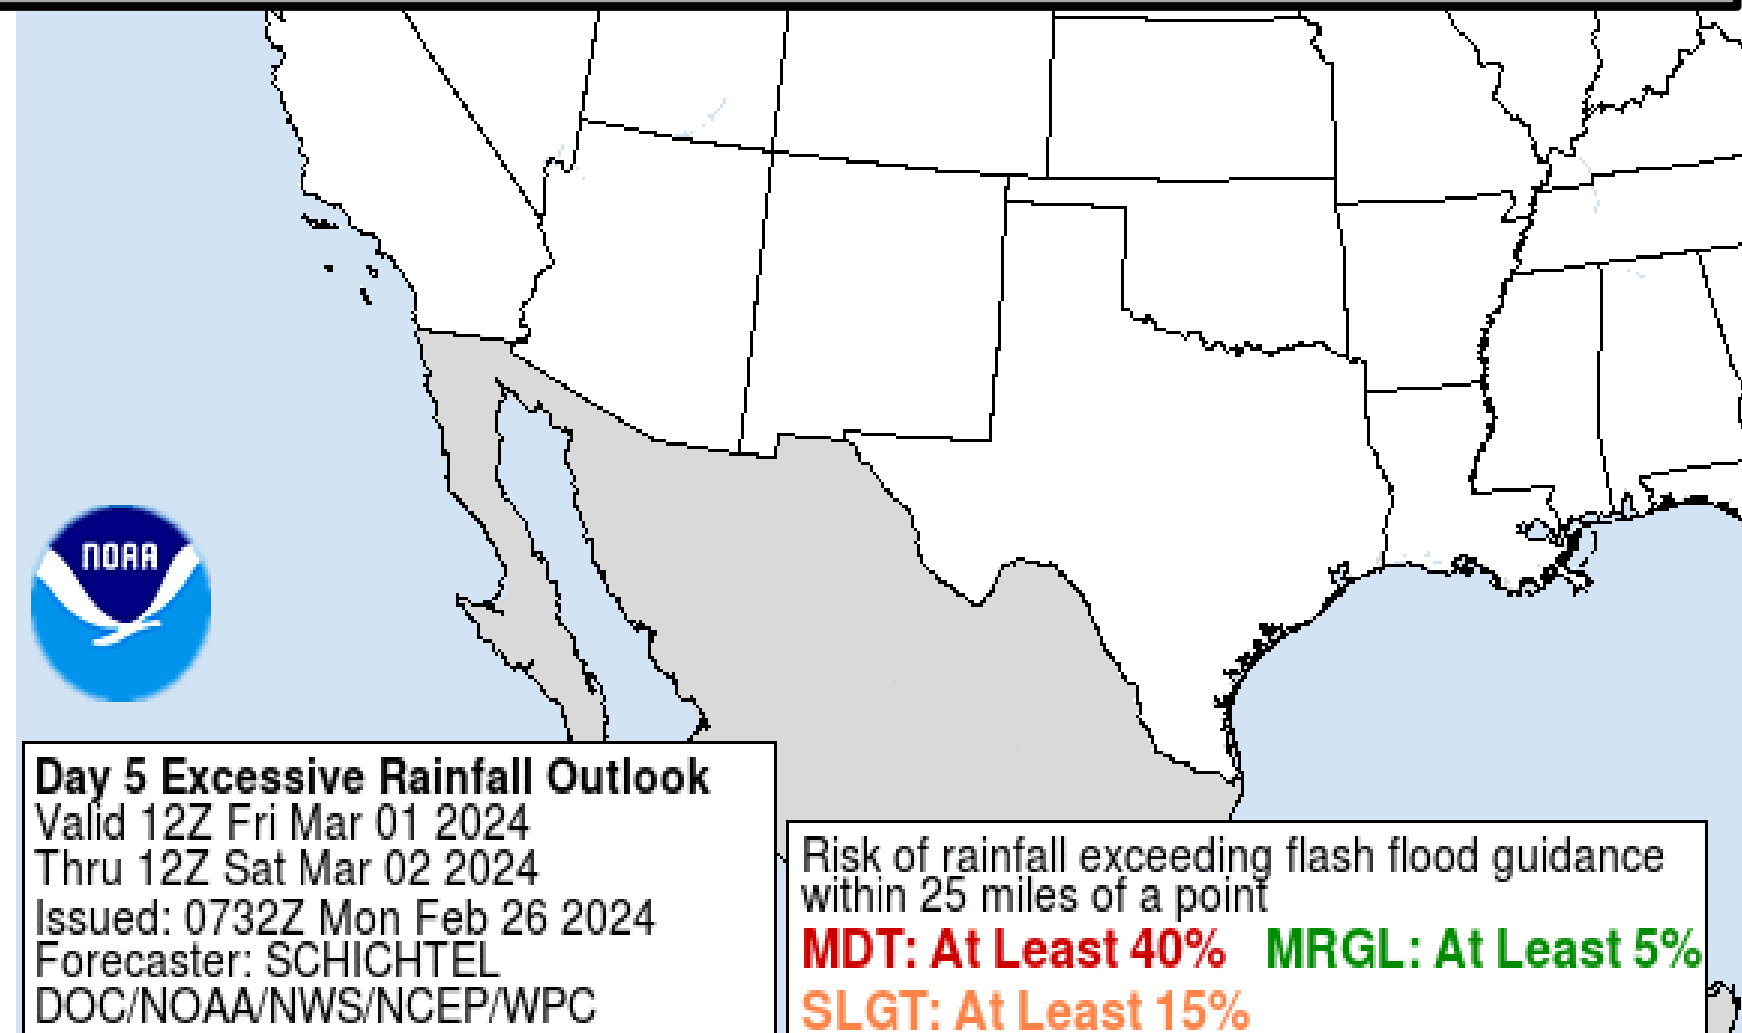 NOAA
Day 5 Excessive Rainfall Outlook
Valid 12Z Fri Mar 01 2024
Thru 12Z Sat Mar 02 2024
Issued: 0732Z Mon Feb 26 2024
Forecaster: SCHICHTEL
DOC/NOAA/NWS/NCEP/WPC
Risk of rainfall exceeding flash flood guidance
within 25 miles of a point
MDT: At Least 40% MRGL: At Least 5%
SLGT: At Least 15%